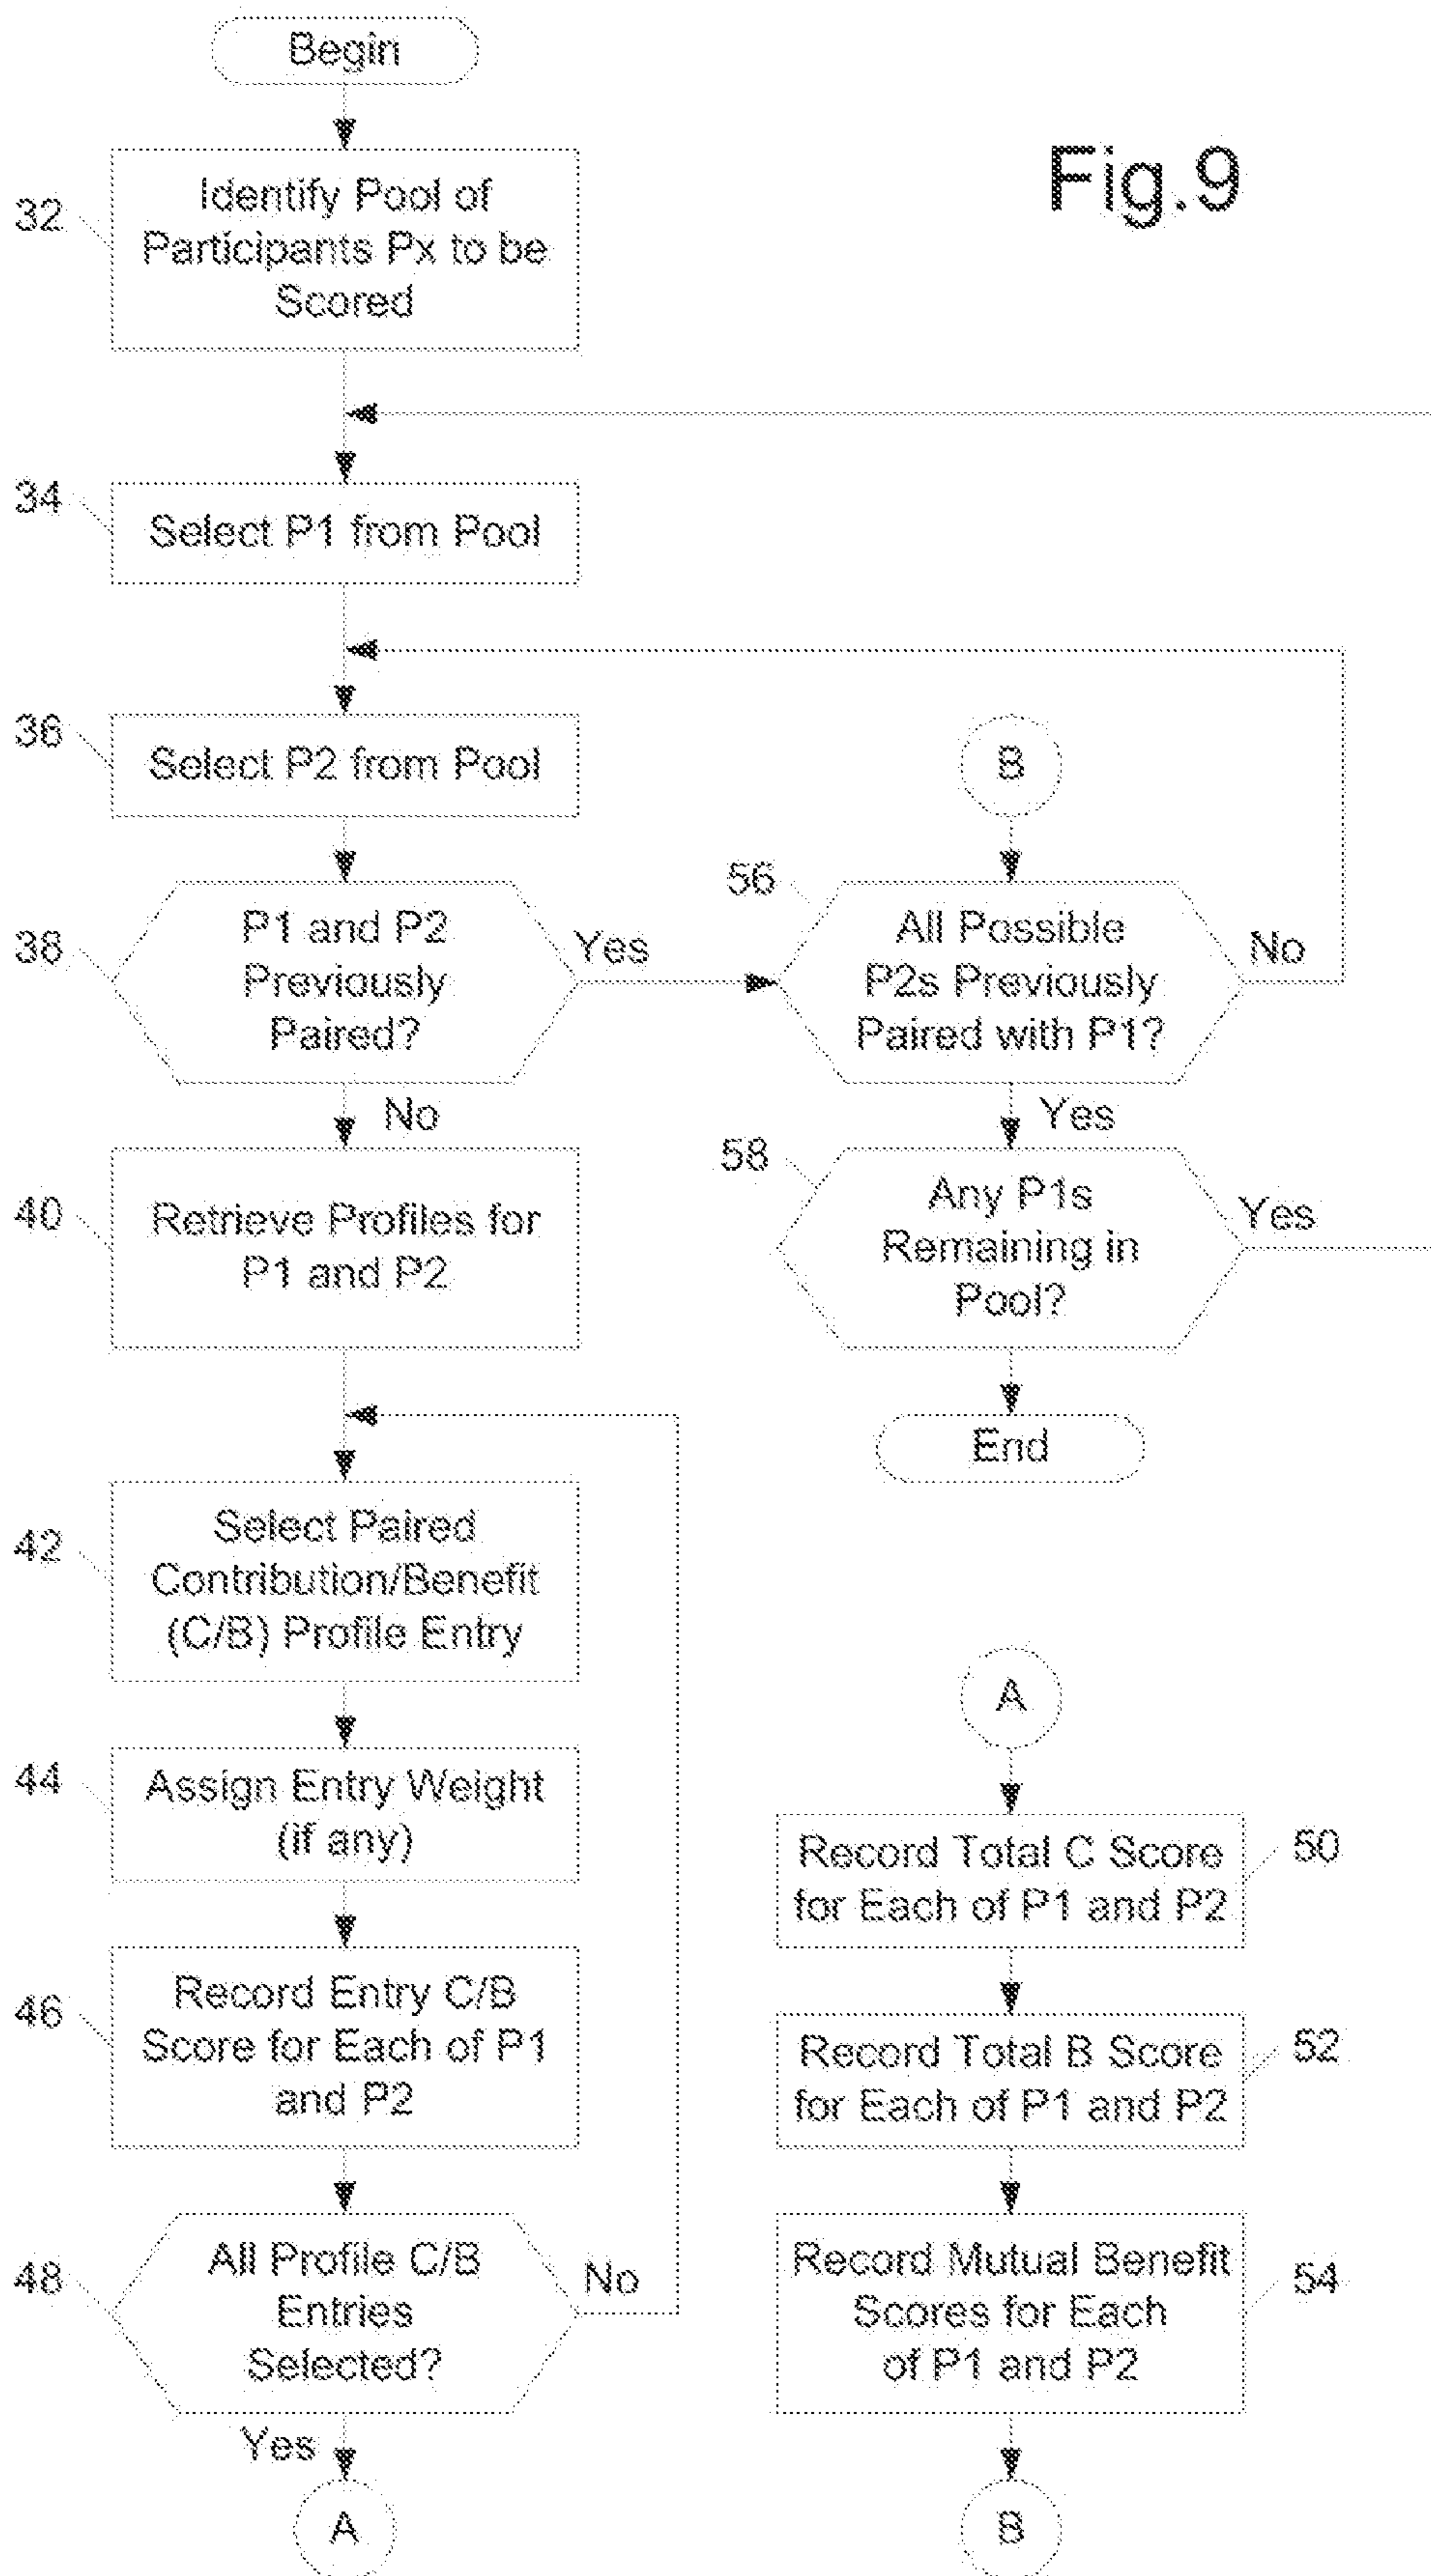 Begin
Fig.9
32
Identify Pool of
Participants Px to be
Scored
34
Select P1 from Pool
36
Select P2 from Pool
38
P1 and P2
Previously
Paired?
Yes
No
40
Retrieve Profiles for
P1 and P2
42
Select Paired
Contribution/Benefit
(C/B) Profile Entry
44
Assign Entry Weight
(if any)
46
Record Entry C/B
Score for Each of P1
and P2
48
All Profile C/B
Entries
Selected?
No
Yes
A
B
56
All Possible
P2s Previously
Paired with P1?
No
Yes
58
Any P1s
Remaining in
Pool?
Yes
End
A
Record Total C Score
for Each of P1 and P2
50
Record Total B Score
for Each of P1 and P2
52
Record Mutual Benefit
Scores for Each
of P1 and P2
54
B